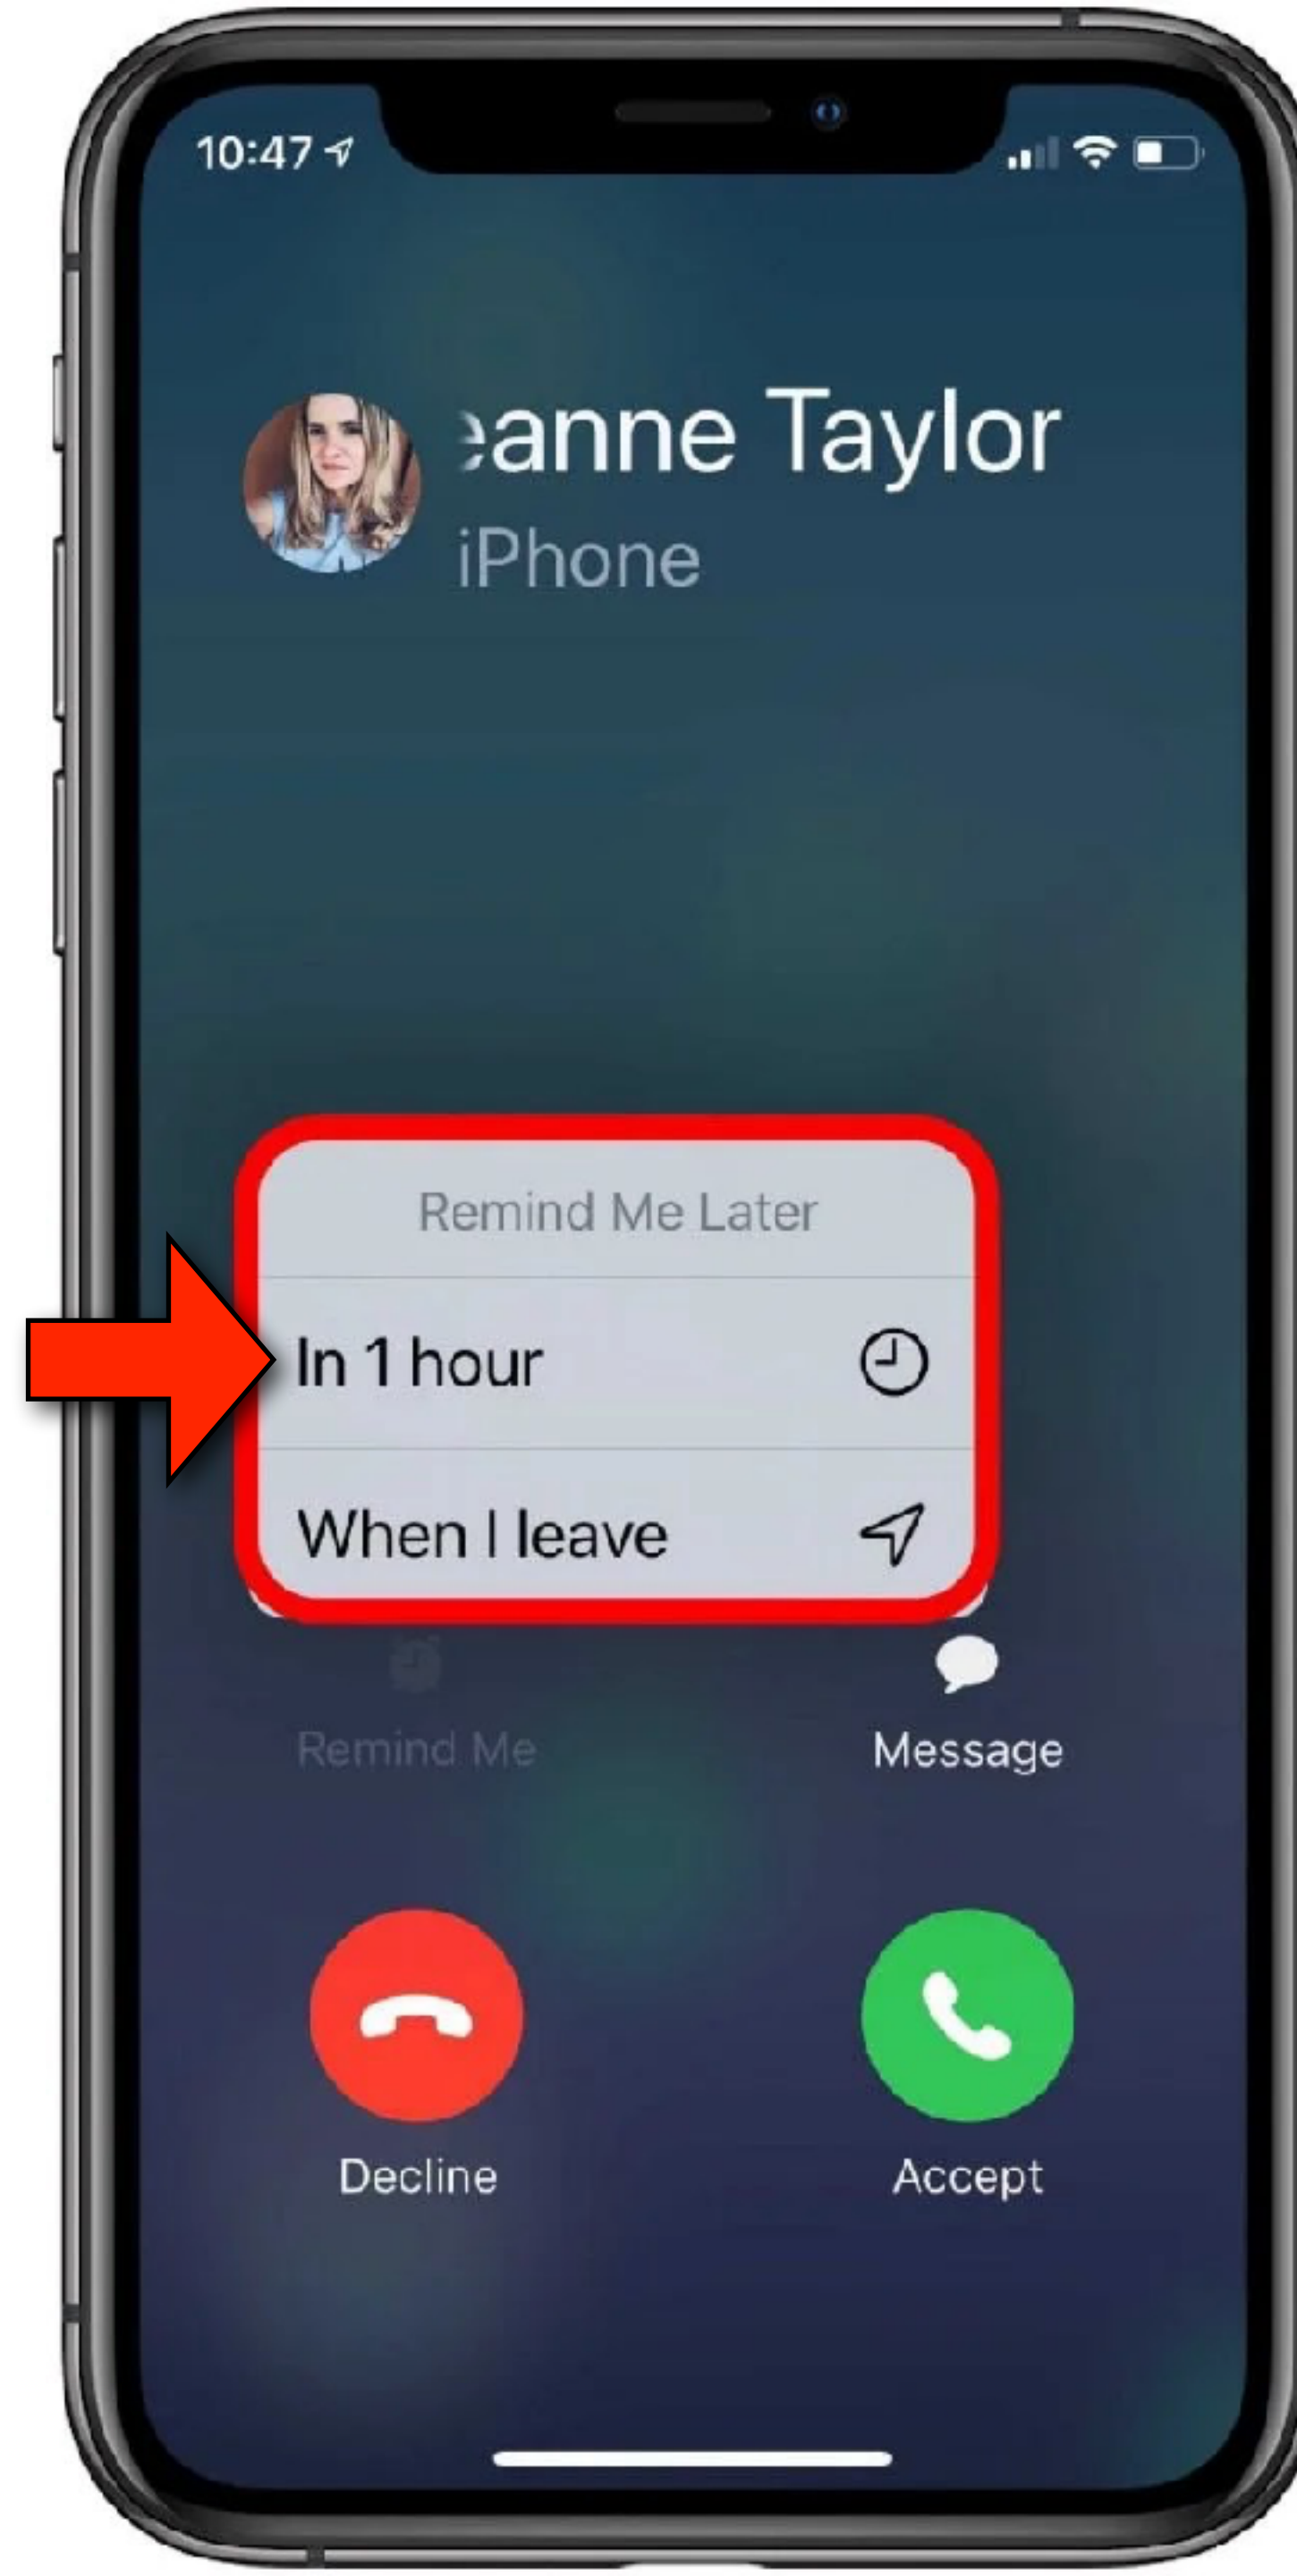 10:47
eanne Taylor
iPhone
Remind Me Later
In 1 hour
When I leave
Remind Me
Message
Decline
Accept